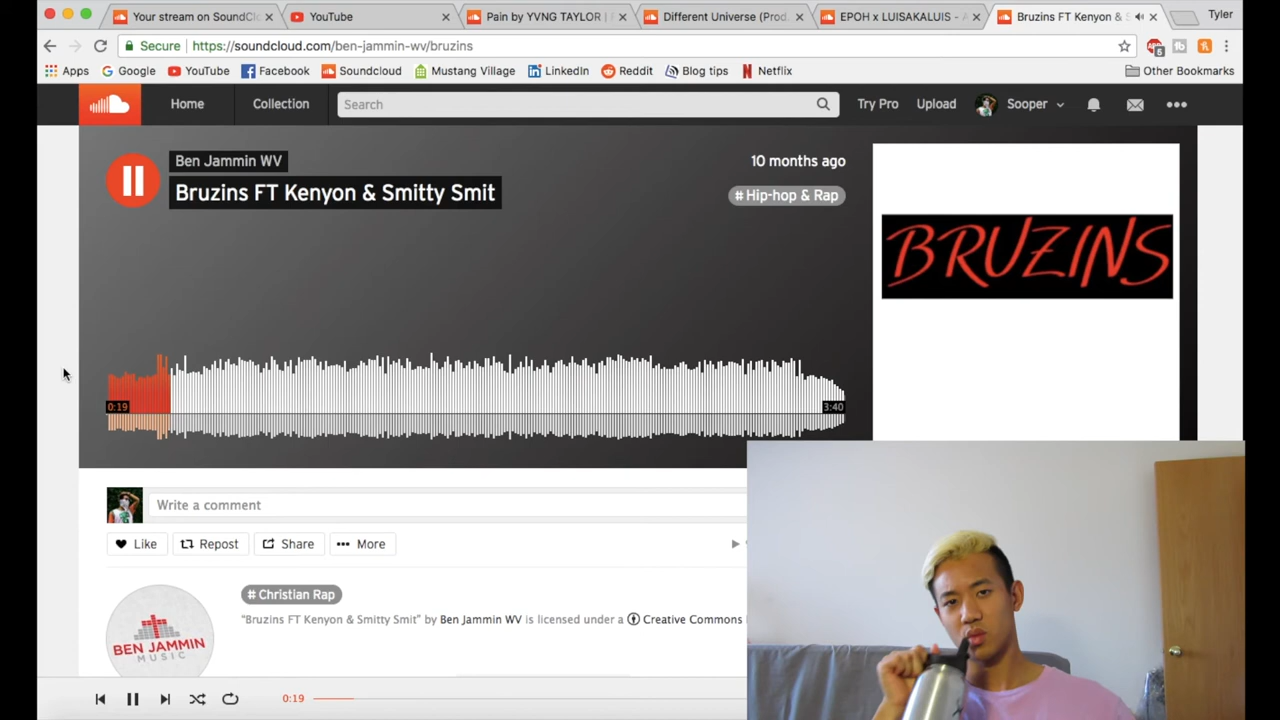 Your stream on SoundCl
YouTube
Pain by YVNG TAYLOR |
Different Universe (Prod.
EPOH x LUISAKALUIS - A
Bruzins FT Kenyon & S
Tyler
Secure
https://soundcloud.com/ben-jammin-wv/bruzins
6
Apps
Google
YouTube
Facebook
Soundcloud
Mustang Village
LinkedIn
Reddit
Blog tips
Netflix
Other Bookmarks
Home
Collection
Search
Try Pro
Upload
Sooper
Ben Jammin WV
10 months ago
Bruzins FT Kenyon & Smitty Smit
# Hip-hop & Rap
BRUZINS
0:19
3:40
Write a comment
Like
Repost
Share
More
# Christian Rap
"Bruzins FT Kenyon & Smitty Smit" by Ben Jammin WV is licensed under a Creative Commons
BEN JAMMIN
MUSIC
0:19